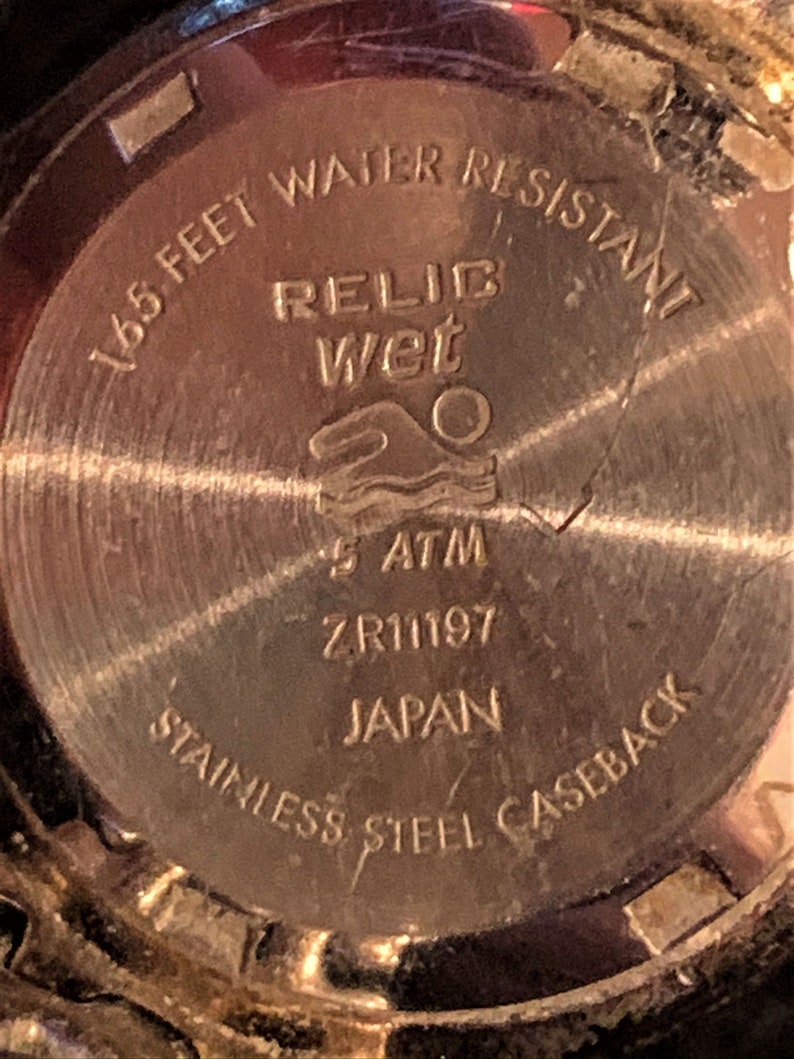 165 FEET WATER RESISTANT
RELIC
wet
5 ATM
ZR11197
JAPAN
STAINLESS STEEL CASEBACK